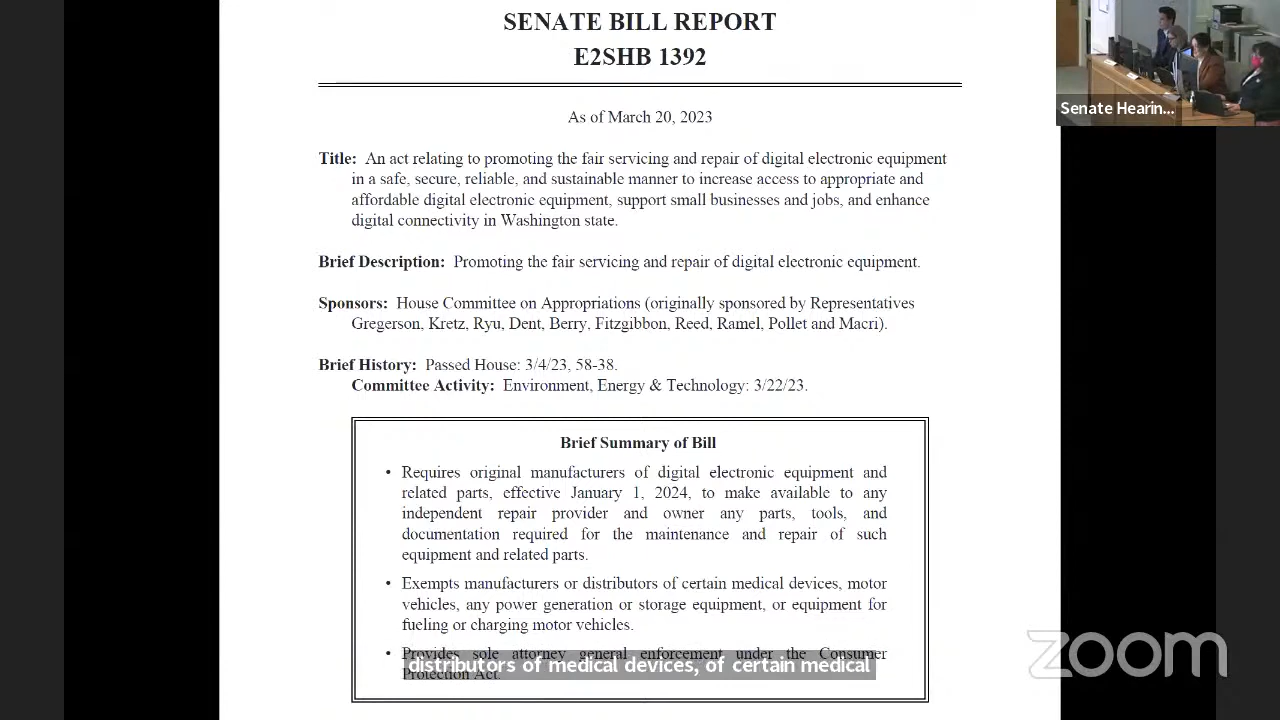 SENATE BILL REPORT
E2SHB 1392
As of March 20, 2023
Title: An act relating to promoting the fair servicing and repair of digital electronic equipment
in a safe, secure, reliable, and sustainable manner to increase access to appropriate and
affordable digital electronic equipment, support small businesses and jobs, and enhance
digital connectivity in Washington state.
Brief Description: Promoting the fair servicing and repair of digital electronic equipment.
Sponsors: House Committee on Appropriations (originally sponsored by Representatives
Gregerson, Kretz, Ryu, Dent, Berry, Fitzgibbon, Reed, Ramel, Pollet and Macri).
Brief History: Passed House: 3/4/23, 58-38.
Committee Activity: Environment, Energy & Technology: 3/22/23.
Brief Summary of Bill
• Requires original manufacturers of digital electronic equipment and
related parts, effective January 1, 2024, to make available to any
independent repair provider and owner any parts, tools, and
documentation required for the maintenance and repair of such
equipment and related parts.
• Exempts manufacturers or distributors of certain medical devices, motor
vehicles, any power generation or storage equipment, or equipment for
fueling or charging motor vehicles.
• Provides sole attorney general enforcement under the Consumer
Protection Act.
distributors of medical devices, of certain medical
Senate Hearin...
zoom